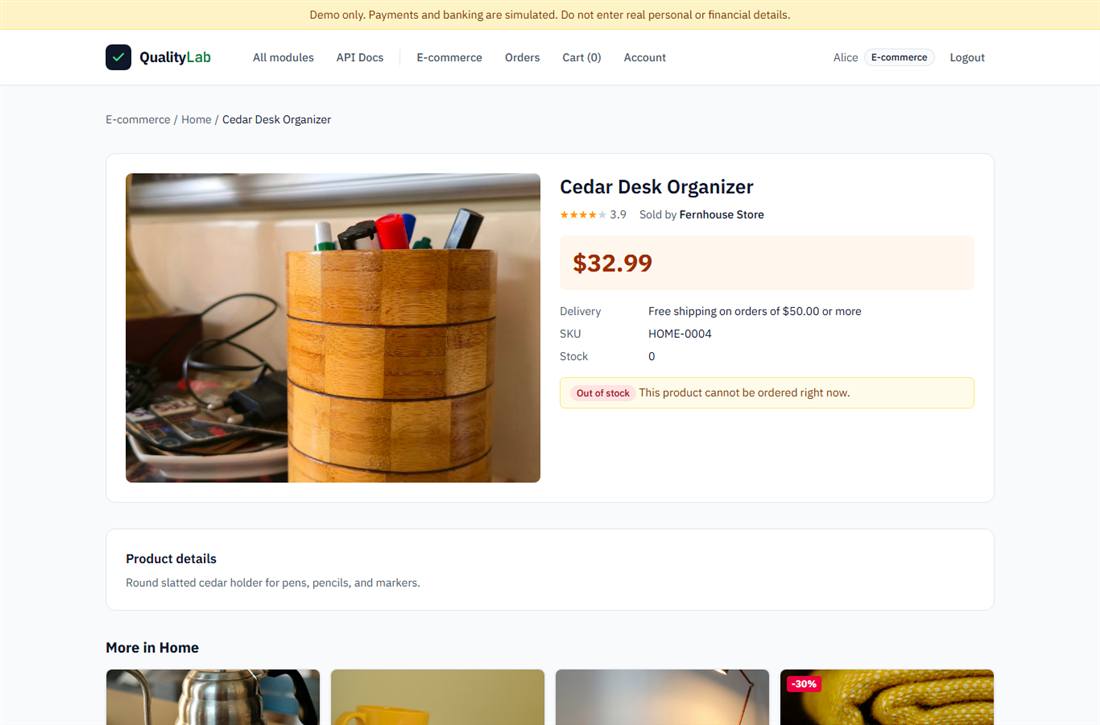 Demo only. Payments and banking are simulated. Do not enter real personal or financial details.
QualityLab
All modules
API Docs
E-commerce
Orders
Cart (0)
Account
Alice
E-commerce
Logout
E-commerce / Home / Cedar Desk Organizer
Cedar Desk Organizer
3.9 Sold by Fernhouse Store
$32.99
Delivery Free shipping on orders of $50.00 or more
SKU HOME-0004
Stock 0
Out of stock This product cannot be ordered right now.
Product details
Round slatted cedar holder for pens, pencils, and markers.
More in Home
-30%